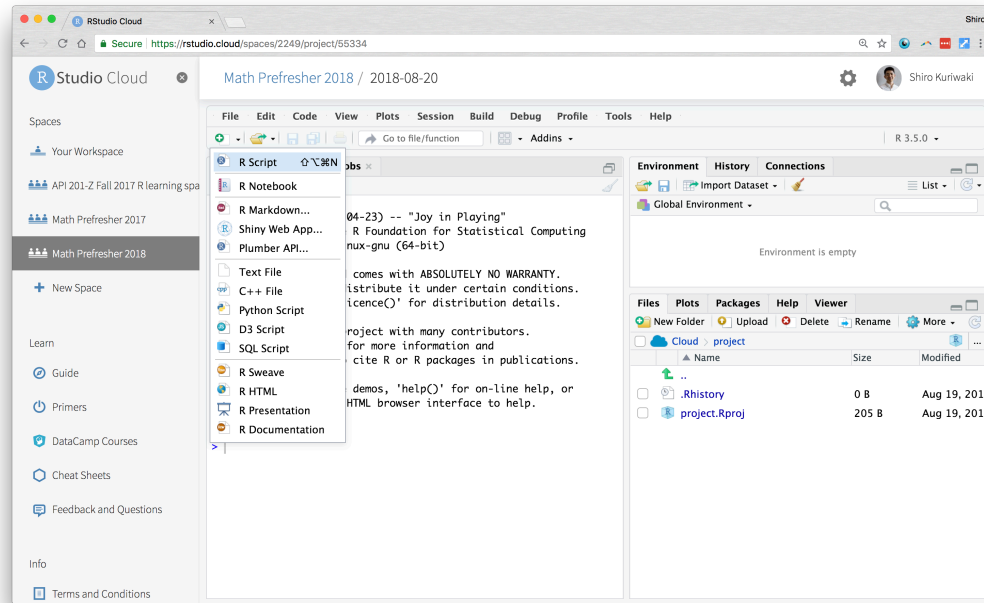 RStudio Cloud
Shiro
Secure https://rstudio.cloud/spaces/2249/project/55334
R Studio Cloud
Math Prefresher 2018 / 2018-08-20
Shiro Kuriwaki
Spaces
Your Workspace
API 201-Z Fall 2017 R learning spa
Math Prefresher 2017
Math Prefresher 2018
New Space
Learn
Guide
Primers
DataCamp Courses
Cheat Sheets
Feedback and Questions
Info
Terms and Conditions
File Edit Code View Plots Session Build Debug Profile Tools Help
Go to file/function
Addins
R 3.5.0
R Script ⇧⌥⌘N
R Notebook
R Markdown...
Shiny Web App...
Plumber API...
Text File
C++ File
Python Script
D3 Script
SQL Script
R Sweave
R HTML
R Presentation
R Documentation
obs
04-23) -- "Joy in Playing"
R Foundation for Statistical Computing
nux-gnu (64-bit)
comes with ABSOLUTELY NO WARRANTY.
istribute it under certain conditions.
icence()' for distribution details.
roject with many contributors.
for more information and
cite R or R packages in publications.
demos, 'help()' for on-line help, or
HTML browser interface to help.
>
Environment History Connections
Import Dataset
List
Global Environment
Environment is empty
Files Plots Packages Help Viewer
New Folder Upload Delete Rename More
Cloud > project
R ...
Name Size Modified
..
.Rhistory 0 B Aug 19, 201
project.Rproj 205 B Aug 19, 201